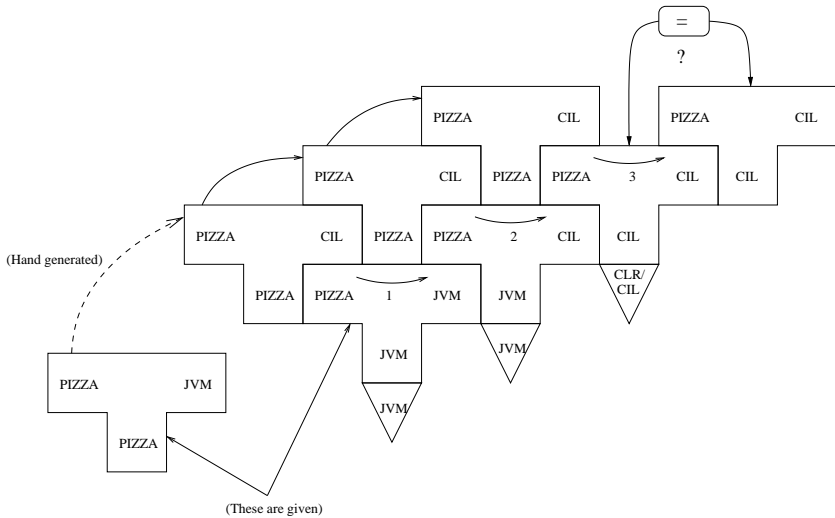 =
?
PIZZA CIL PIZZA CIL
PIZZA CIL PIZZA PIZZA 3 CIL CIL
PIZZA CIL PIZZA PIZZA 2 CIL CIL
(Hand generated)
CLR/
CIL
PIZZA PIZZA 1 JVM JVM
JVM
JVM
PIZZA JVM
JVM
PIZZA
(These are given)